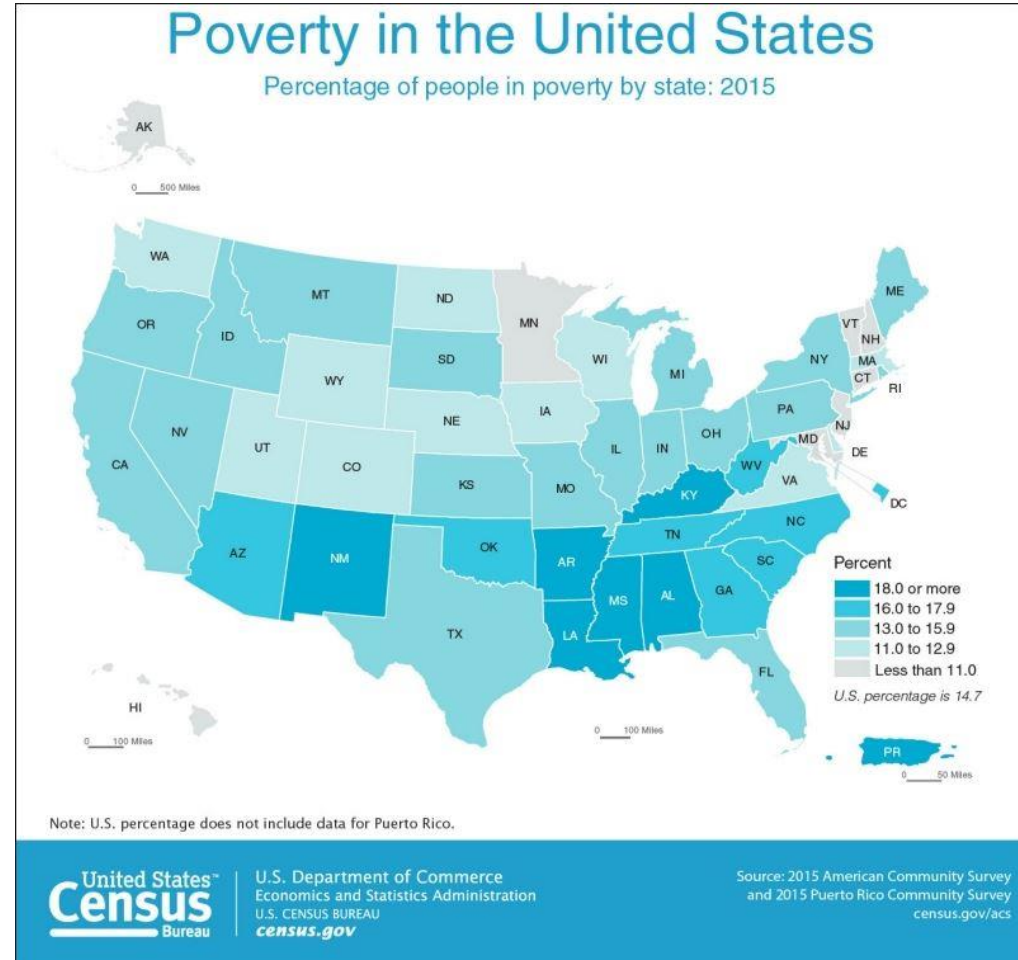 Poverty in the United States
Percentage of people in poverty by state: 2015
AK
0 500 Miles
WA
MT
ND
MN
ME
OR
ID
SD
WI
MI
VT
NH
NY
MA
CT
RI
WY
IA
NE
PA
NJ
NV
UT
CO
IL
IN
OH
MD
DE
CA
KS
MO
WV
VA
KY
DC
AZ
NM
OK
AR
TN
NC
SC
MS
AL
GA
LA
TX
FL
Percent
18.0 or more
16.0 to 17.9
13.0 to 15.9
11.0 to 12.9
Less than 11.0
U.S. percentage is 14.7
HI
0 100 Miles
0 100 Miles
PR
0 50 Miles
Note: U.S. percentage does not include data for Puerto Rico.
United States™
Census
Bureau
U.S. Department of Commerce
Economics and Statistics Administration
U.S. CENSUS BUREAU
census.gov
Source: 2015 American Community Survey
and 2015 Puerto Rico Community Survey
census.gov/acs